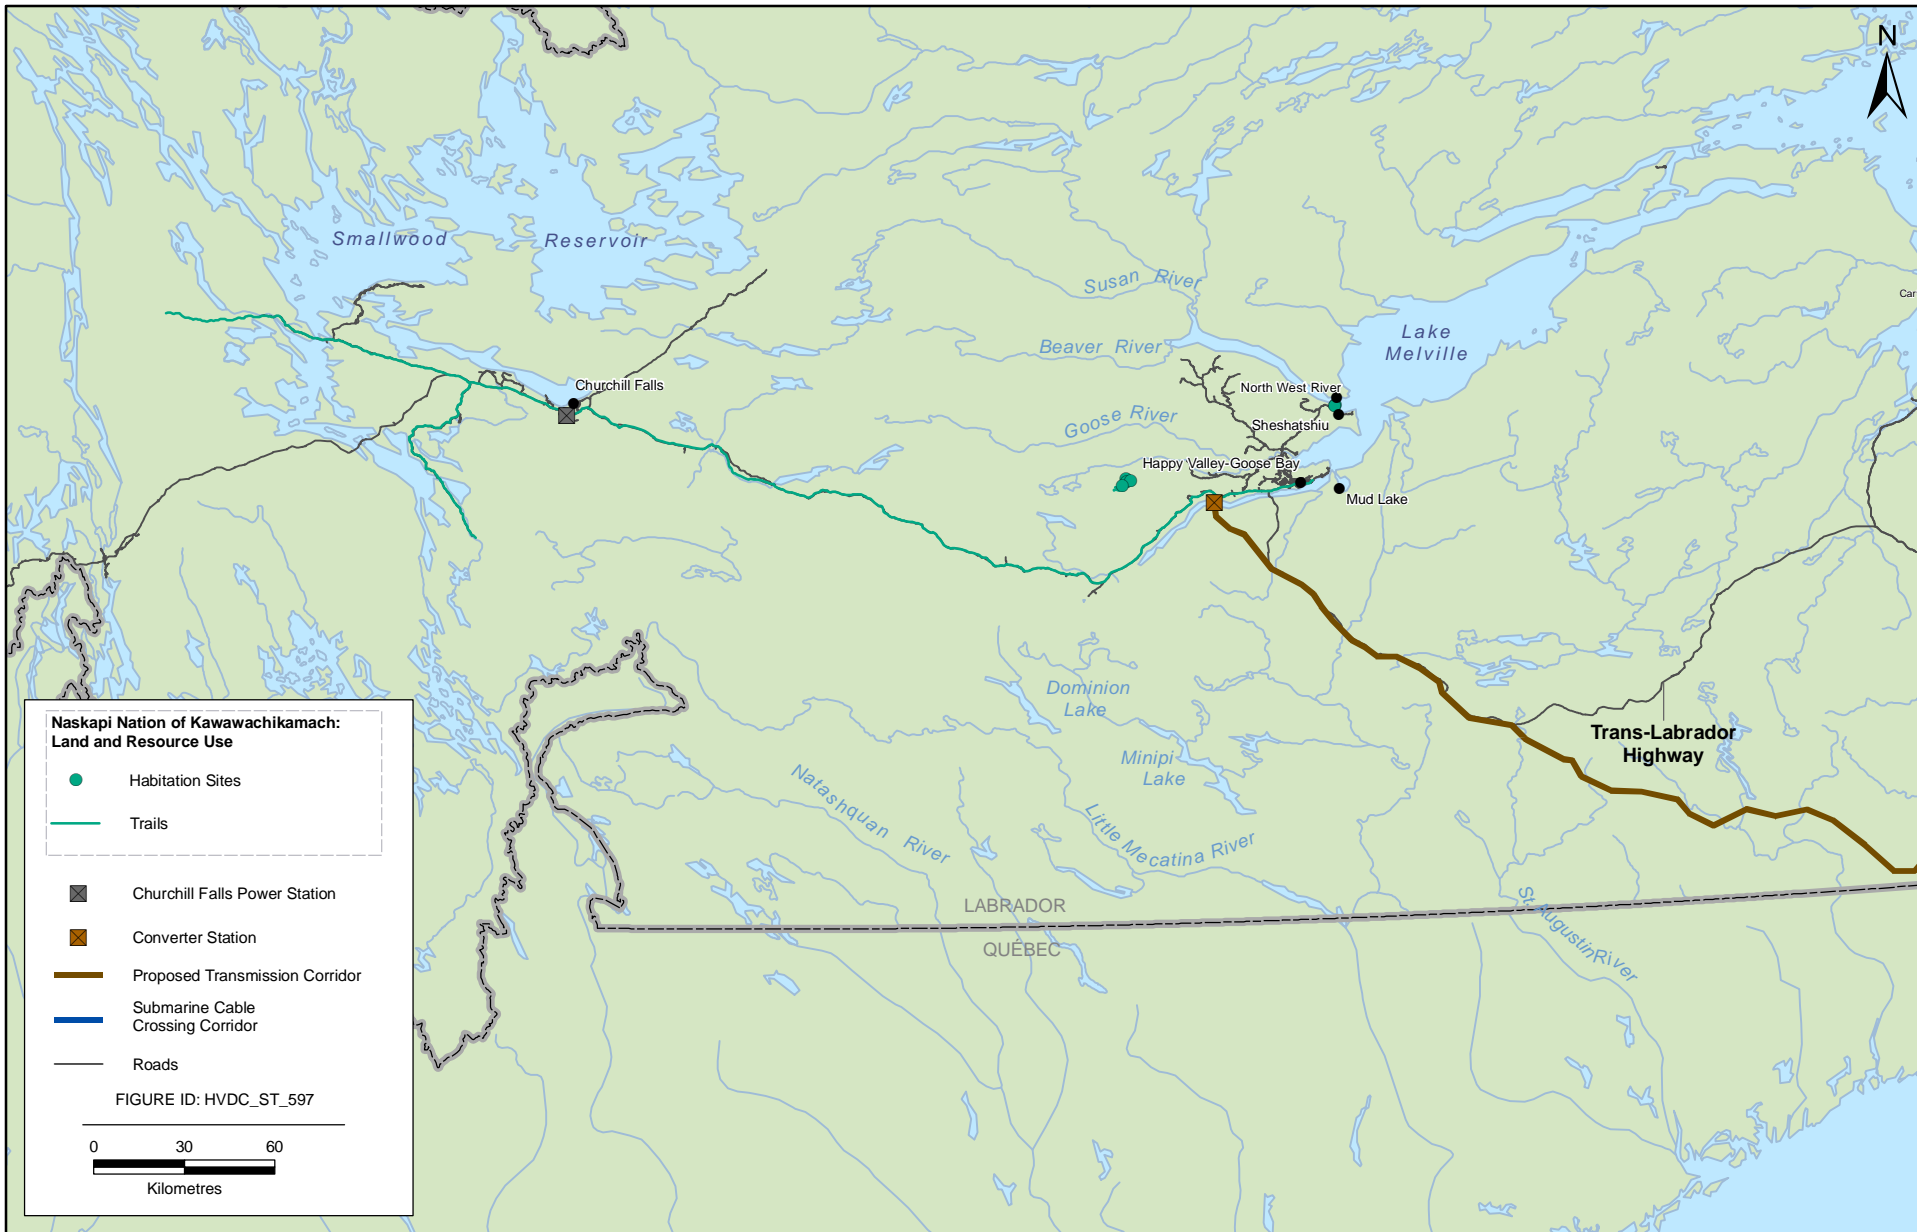 N
Smallwood Reservoir
Susan River
Lake
Melville
Car
Beaver River
Churchill Falls
North West River
Goose River
Sheshatshiu
Happy Valley-Goose Bay
Mud Lake
Dominion
Lake
Trans-Labrador
Highway
Minipi
Lake
Natashquan River
Little Mecatina River
St. Augustin River
LABRADOR
QUÉBEC
Naskapi Nation of Kawawachikamach:
Land and Resource Use
Habitation Sites
Trails
Churchill Falls Power Station
Converter Station
Proposed Transmission Corridor
Submarine Cable
Crossing Corridor
Roads
FIGURE ID: HVDC_ST_597
0 30 60
Kilometres